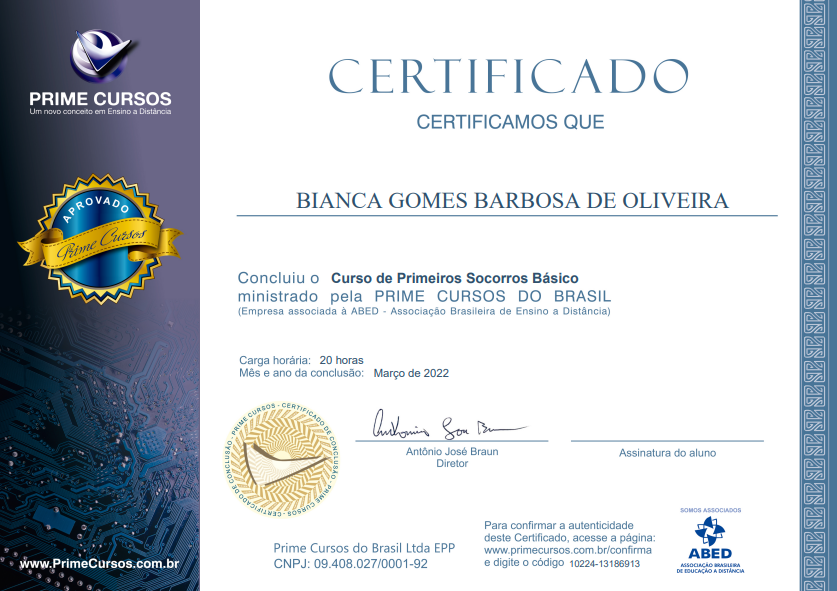 PRIME CURSOS
Um novo conceito em Ensino a Distância
APROVADO
Prime Cursos
www.PrimeCursos.com.br
CERTIFICADO
CERTIFICAMOS QUE
BIANCA GOMES BARBOSA DE OLIVEIRA
Concluiu o Curso de Primeiros Socorros Básico
ministrado pela PRIME CURSOS DO BRASIL
(Empresa associada à ABED - Associação Brasileira de Ensino a Distância)
Carga horária: 20 horas
Mês e ano da conclusão: Março de 2022
PRIME CURSOS - CERTIFICADO DE CONCLUSÃO - PRIME CURSOS - CERTIFICADO DE CONCLUSÃO -
Antônio José Braun
Diretor
Assinatura do aluno
Prime Cursos do Brasil Ltda EPP
CNPJ: 09.408.027/0001-92
Para confirmar a autenticidade
deste Certificado, acesse a página:
www.primecursos.com.br/confirma
e digite o código 10224-13186913
SOMOS ASSOCIADOS
ABED
ASSOCIAÇÃO BRASILEIRA
DE EDUCAÇÃO A DISTÂNCIA